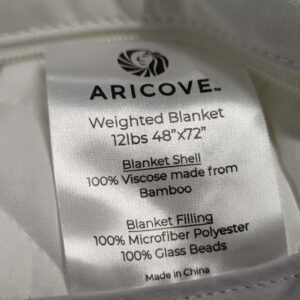 ARICOVE™
Weighted Blanket
12lbs 48"x72"
Blanket Shell
100% Viscose made from
Bamboo
Blanket Filling
100% Microfiber Polyester
100% Glass Beads
Made in China